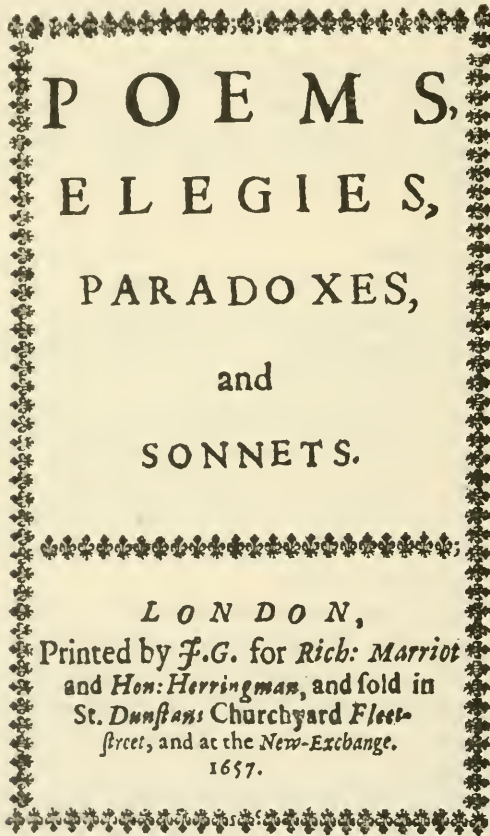 POEMS,
ELEGIES,
PARADOXES,
and
SONNETS.
LONDON,
Printed by J.G. for Rich: Marriot
and Hen: Herringman, and ſold in
St. Dunſtans Churchyard Fleet-
ſtreet, and at the New-Exchange.
1657.